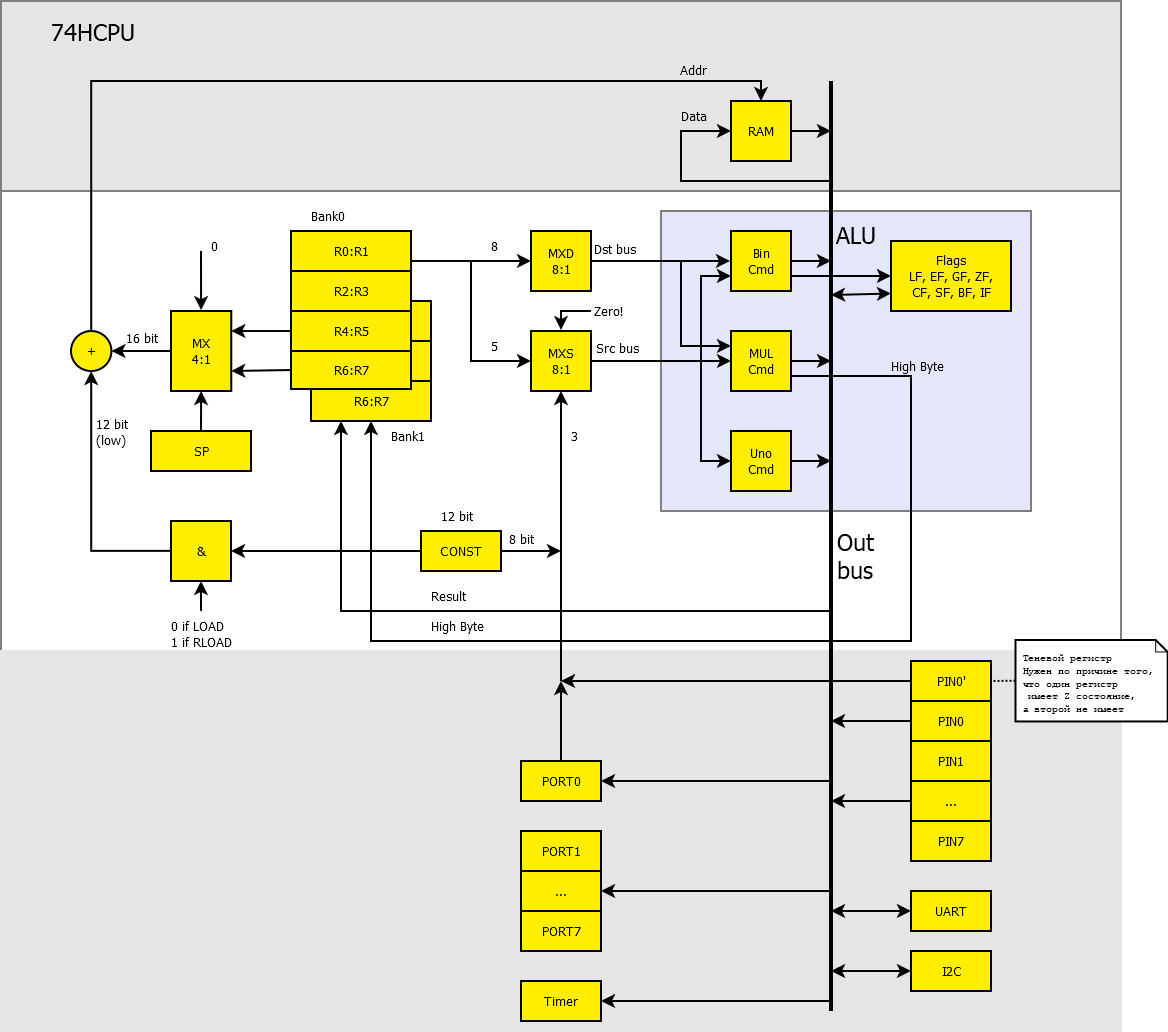 74HCPU
Addr
Data
RAM
0
Bank0
R0:R1
R2:R3
R4:R5
R6:R7
R6:R7
Bank1
8
5
MXD
8:1
MXS
8:1
Dst bus
Zero!
Src bus
3
ALU
Bin
Cmd
MUL
Cmd
Uno
Cmd
Flags
LF, EF, GF, ZF,
CF, SF, BF, IF
High Byte
16 bit
MX
4:1
+
12 bit
(low)
SP
&
0 if LOAD
1 if RLOAD
12 bit
CONST
8 bit
Out
bus
Result
High Byte
PIN0'
PIN0
PIN1
...
PIN7
Теневой регистр
Нужен по причине того,
что один регистр
имеет Z состояние,
а второй не имеет
PORT0
PORT1
...
PORT7
Timer
UART
I2C